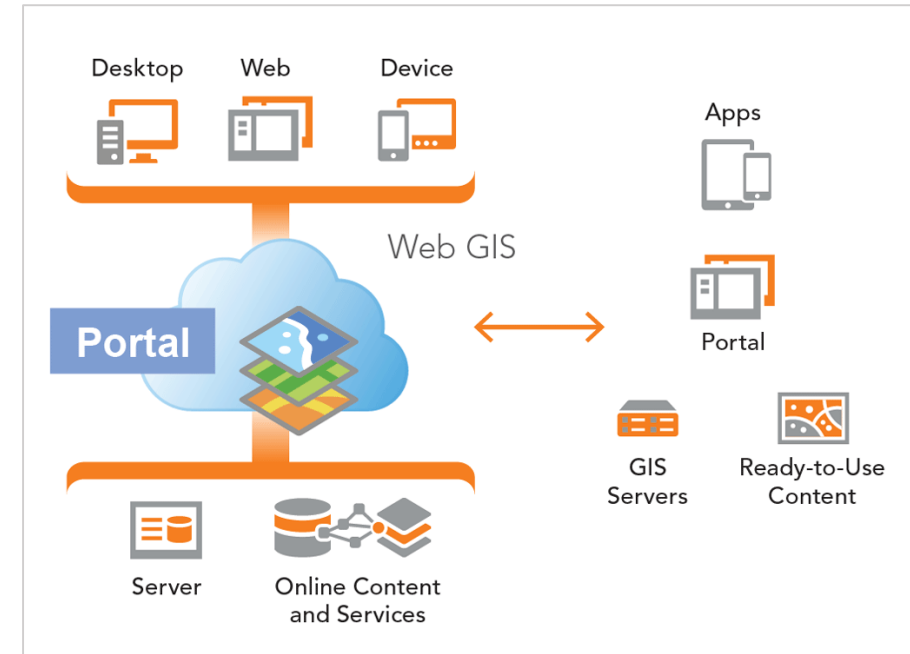 Desktop
Web
Device
Apps
Web GIS
Portal
Portal
GIS
Servers
Ready-to-Use
Content
Server
Online Content
and Services